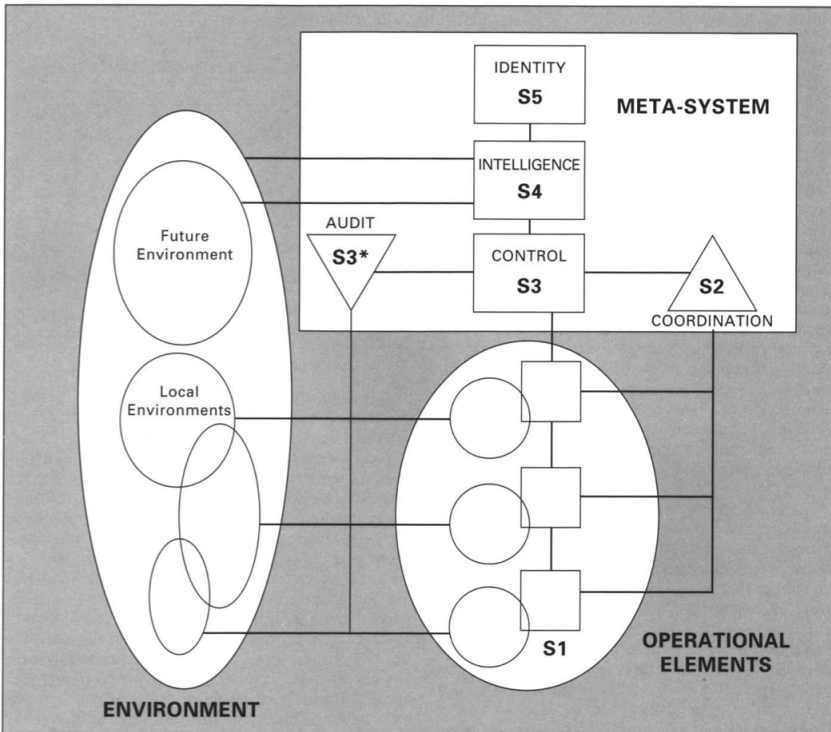 IDENTITY
S5
META-SYSTEM
INTELLIGENCE
S4
AUDIT
S3*
CONTROL
S3
S2
COORDINATION
Future
Environment
Local
Environments
S1
OPERATIONAL
ELEMENTS
ENVIRONMENT